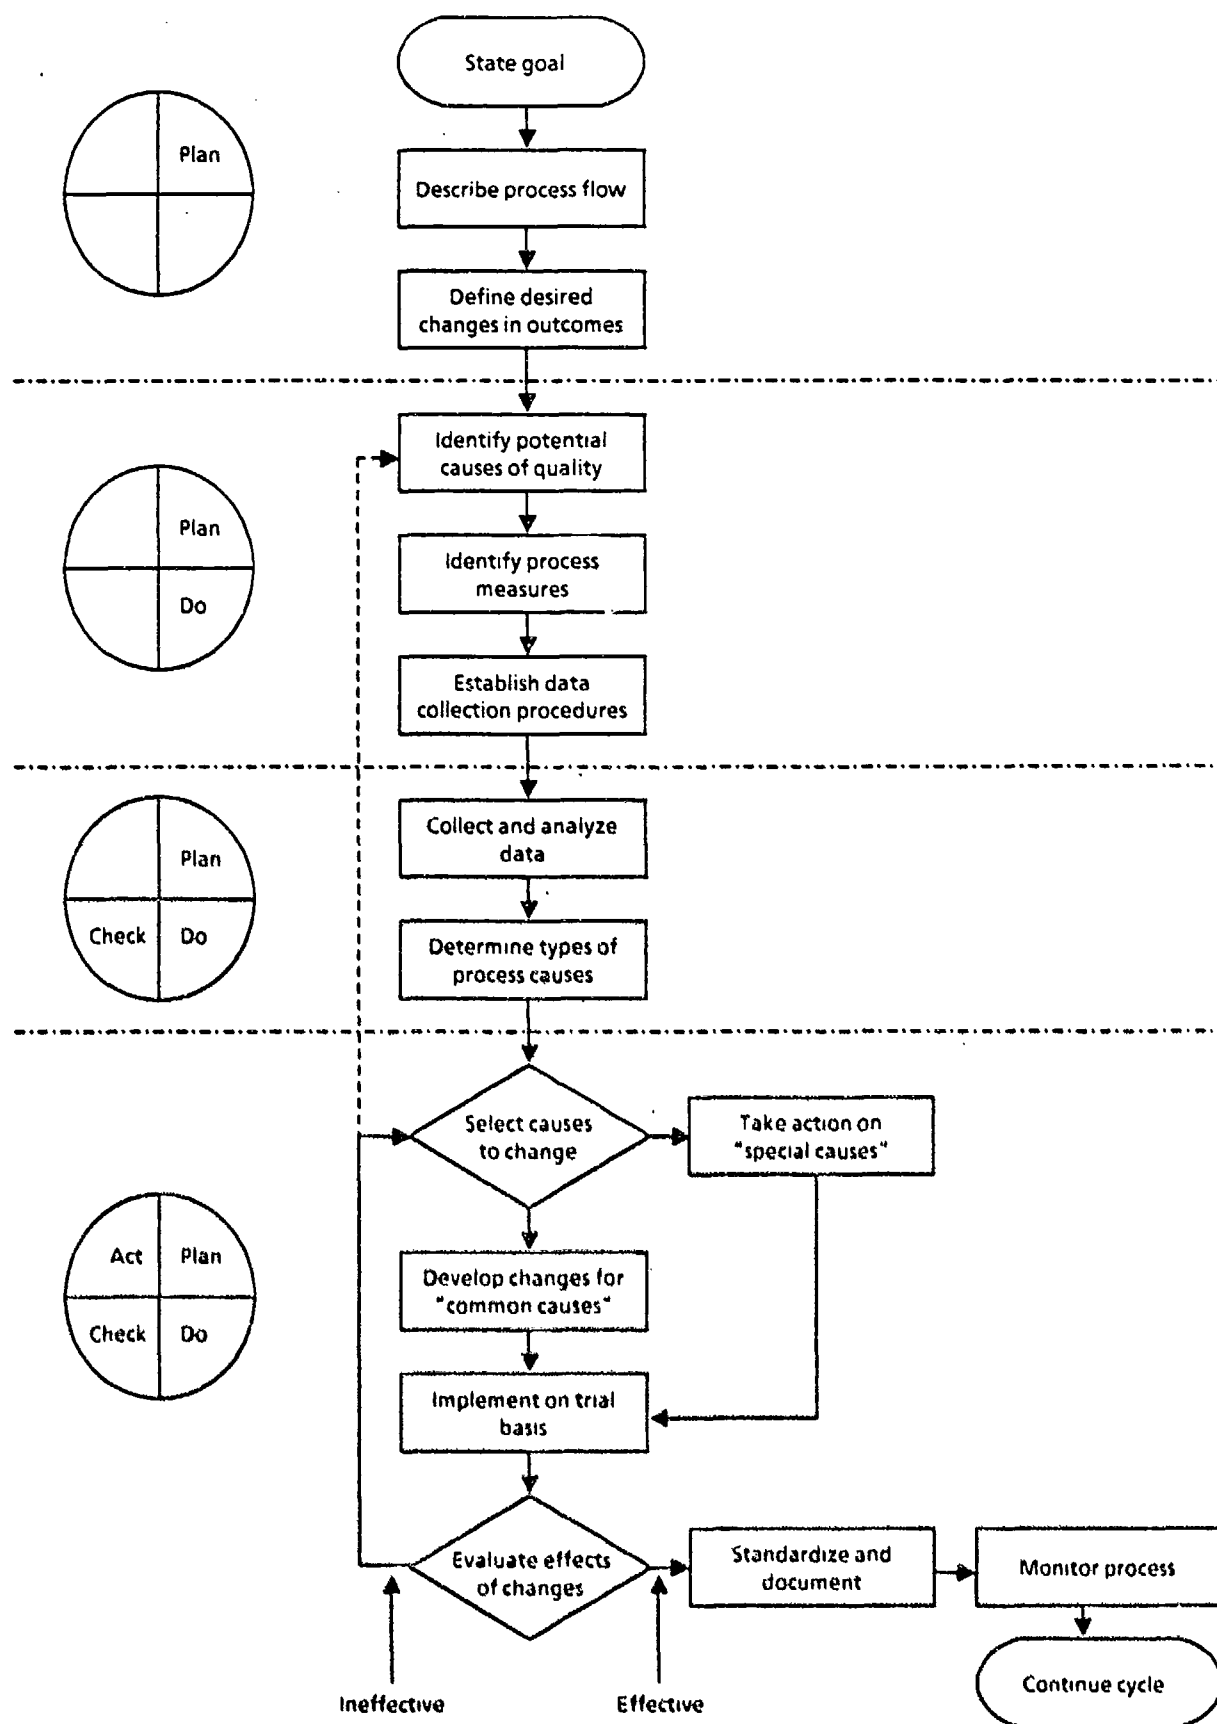 State goal
Plan
Describe process flow
Define desired
changes in outcomes
Identify potential
causes of quality
Plan
Do
Identify process
measures
Establish data
collection procedures
Collect and analyze
data
Plan
Check
Do
Determine types of
process causes
Select causes
to change
Take action on
"special causes"
Act
Plan
Check
Do
Develop changes for
"common causes"
Implement on trial
basis
Evaluate effects
of changes
Standardize and
document
Monitor process
Continue cycle
Ineffective
Effective